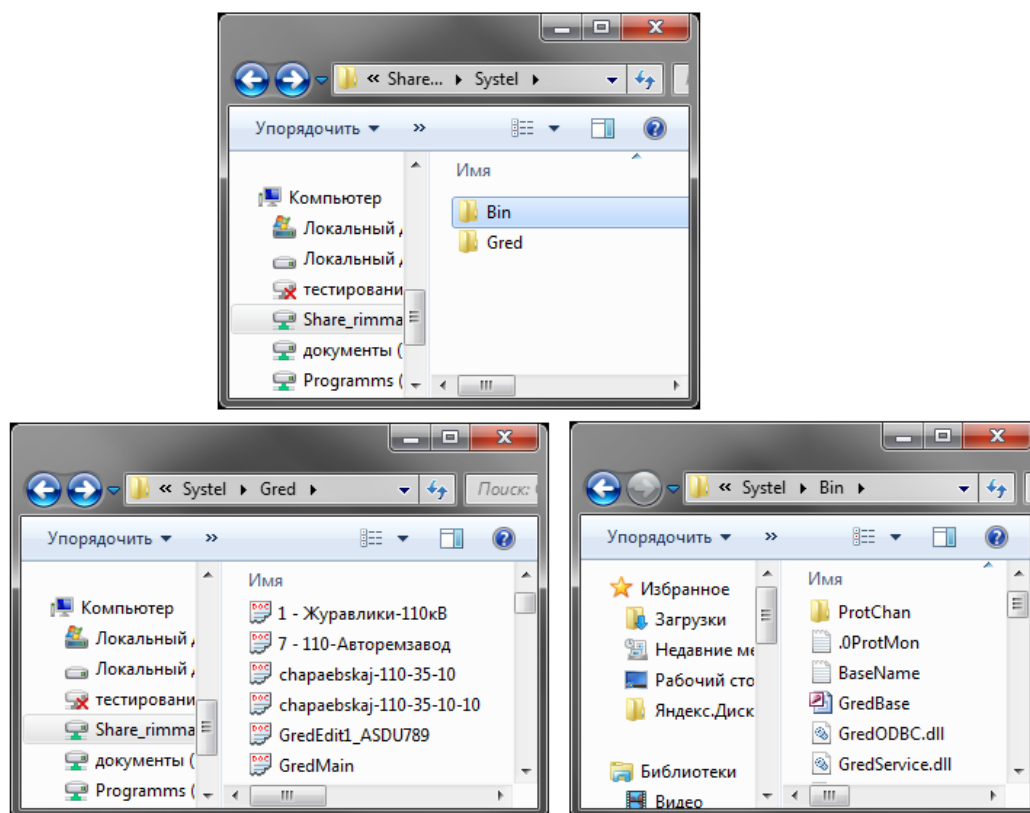 « Share... ▸ Systel ▸
Упорядочить ▾ »
Имя
Компьютер
Локальный
Локальный
тестировани
Share_rimma
документы (
Programms (
Bin
Gred
« Systel ▸ Gred ▸
Поиск:
Упорядочить ▾ »
Имя
Компьютер
Локальный
Локальный
тестировани
Share_rimma
документы (
Programms (
1 - Журавлики-110кВ
7 - 110-Авторемзавод
chapaebskaj-110-35-10
chapaebskaj-110-35-10-10
GredEdit1_ASDU789
GredMain
« Systel ▸ Bin ▸
Упорядочить ▾ »
Имя
Избранное
Загрузки
Недавние ме
Рабочий сто
Яндекс.Диск
Библиотеки
Видео
ProtChan
.0ProtMon
BaseName
GredBase
GredODBC.dll
GredService.dll